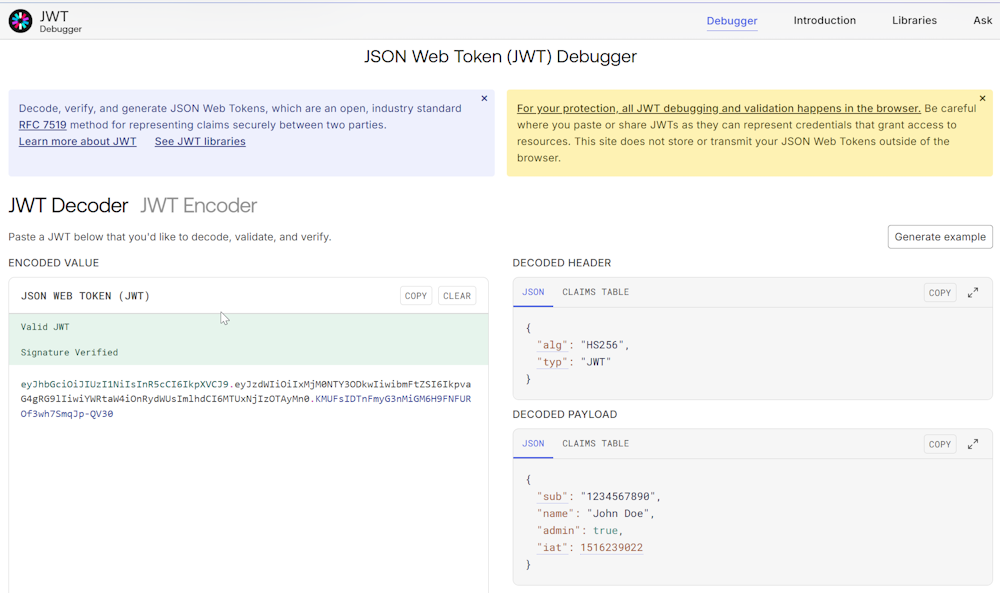 JWT
Debugger
Debugger
Introduction
Libraries
Ask
JSON Web Token (JWT) Debugger
Decode, verify, and generate JSON Web Tokens, which are an open, industry standard
RFC 7519 method for representing claims securely between two parties.
Learn more about JWT See JWT libraries
×
For your protection, all JWT debugging and validation happens in the browser. Be careful
where you paste or share JWTs as they can represent credentials that grant access to
resources. This site does not store or transmit your JSON Web Tokens outside of the
browser.
×
JWT Decoder JWT Encoder
Paste a JWT below that you'd like to decode, validate, and verify.
Generate example
ENCODED VALUE
JSON WEB TOKEN (JWT)
COPY
CLEAR
Valid JWT
Signature Verified
eyJhbGciOiJIUzI1NiIsInR5cCI6IkpXVCJ9.eyJzdWIiOiIxMjM0NTY3ODkwIiwibmFtZSI6Ikpva
G4gRG9lIiwiYWRtaW4iOnRydWUsImlhdCI6MTUxNjIzOTAyMn0.KMUFsIDTnFmyG3nMiGM6H9FNFUR
Of3wh7SmqJp-QV30
DECODED HEADER
JSON
CLAIMS TABLE
COPY
{
"alg": "HS256",
"typ": "JWT"
}
DECODED PAYLOAD
JSON
CLAIMS TABLE
COPY
{
"sub": "1234567890",
"name": "John Doe",
"admin": true,
"iat": 1516239022
}